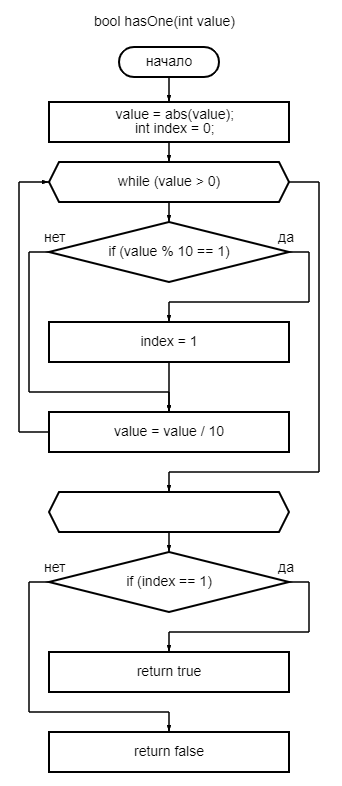 bool hasOne(int value)
начало
value = abs(value);
int index = 0;
while (value > 0)
нет
да
if (value % 10 == 1)
index = 1
value = value / 10
нет
да
if (index == 1)
return true
return false